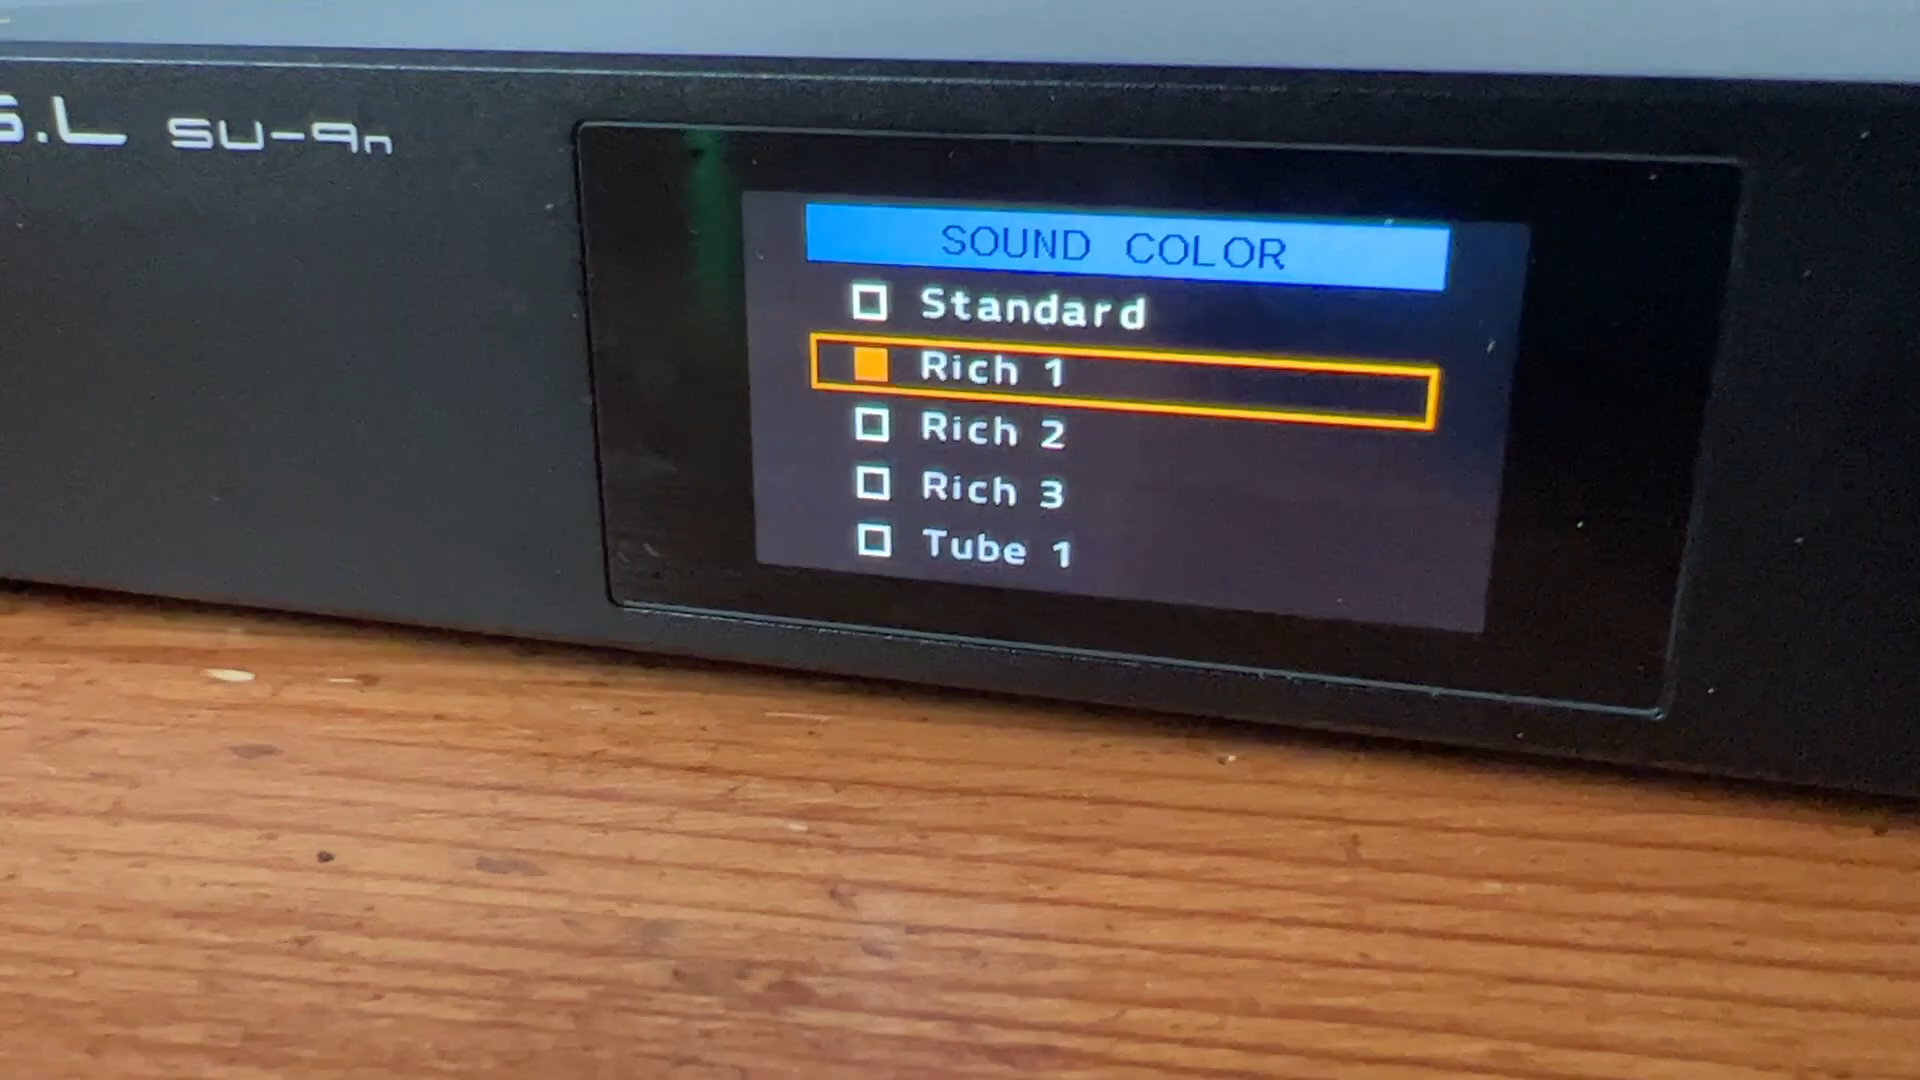 S.L SU-9n
SOUND COLOR
Standard
Rich 1
Rich 2
Rich 3
Tube 1